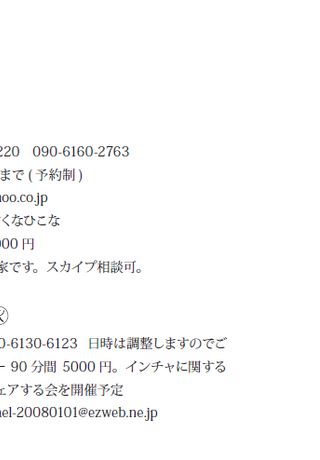 220 090-6160-2763
まで ( 予約制 )
oo.co.jp
くなひこな
000 円
家です。スカイプ相談可。
0-6130-6123 日時は調整しますのでご
ー 90 分間 5000 円。インチャに関する
ェアする会を開催予定
el-20080101@ezweb.ne.jp